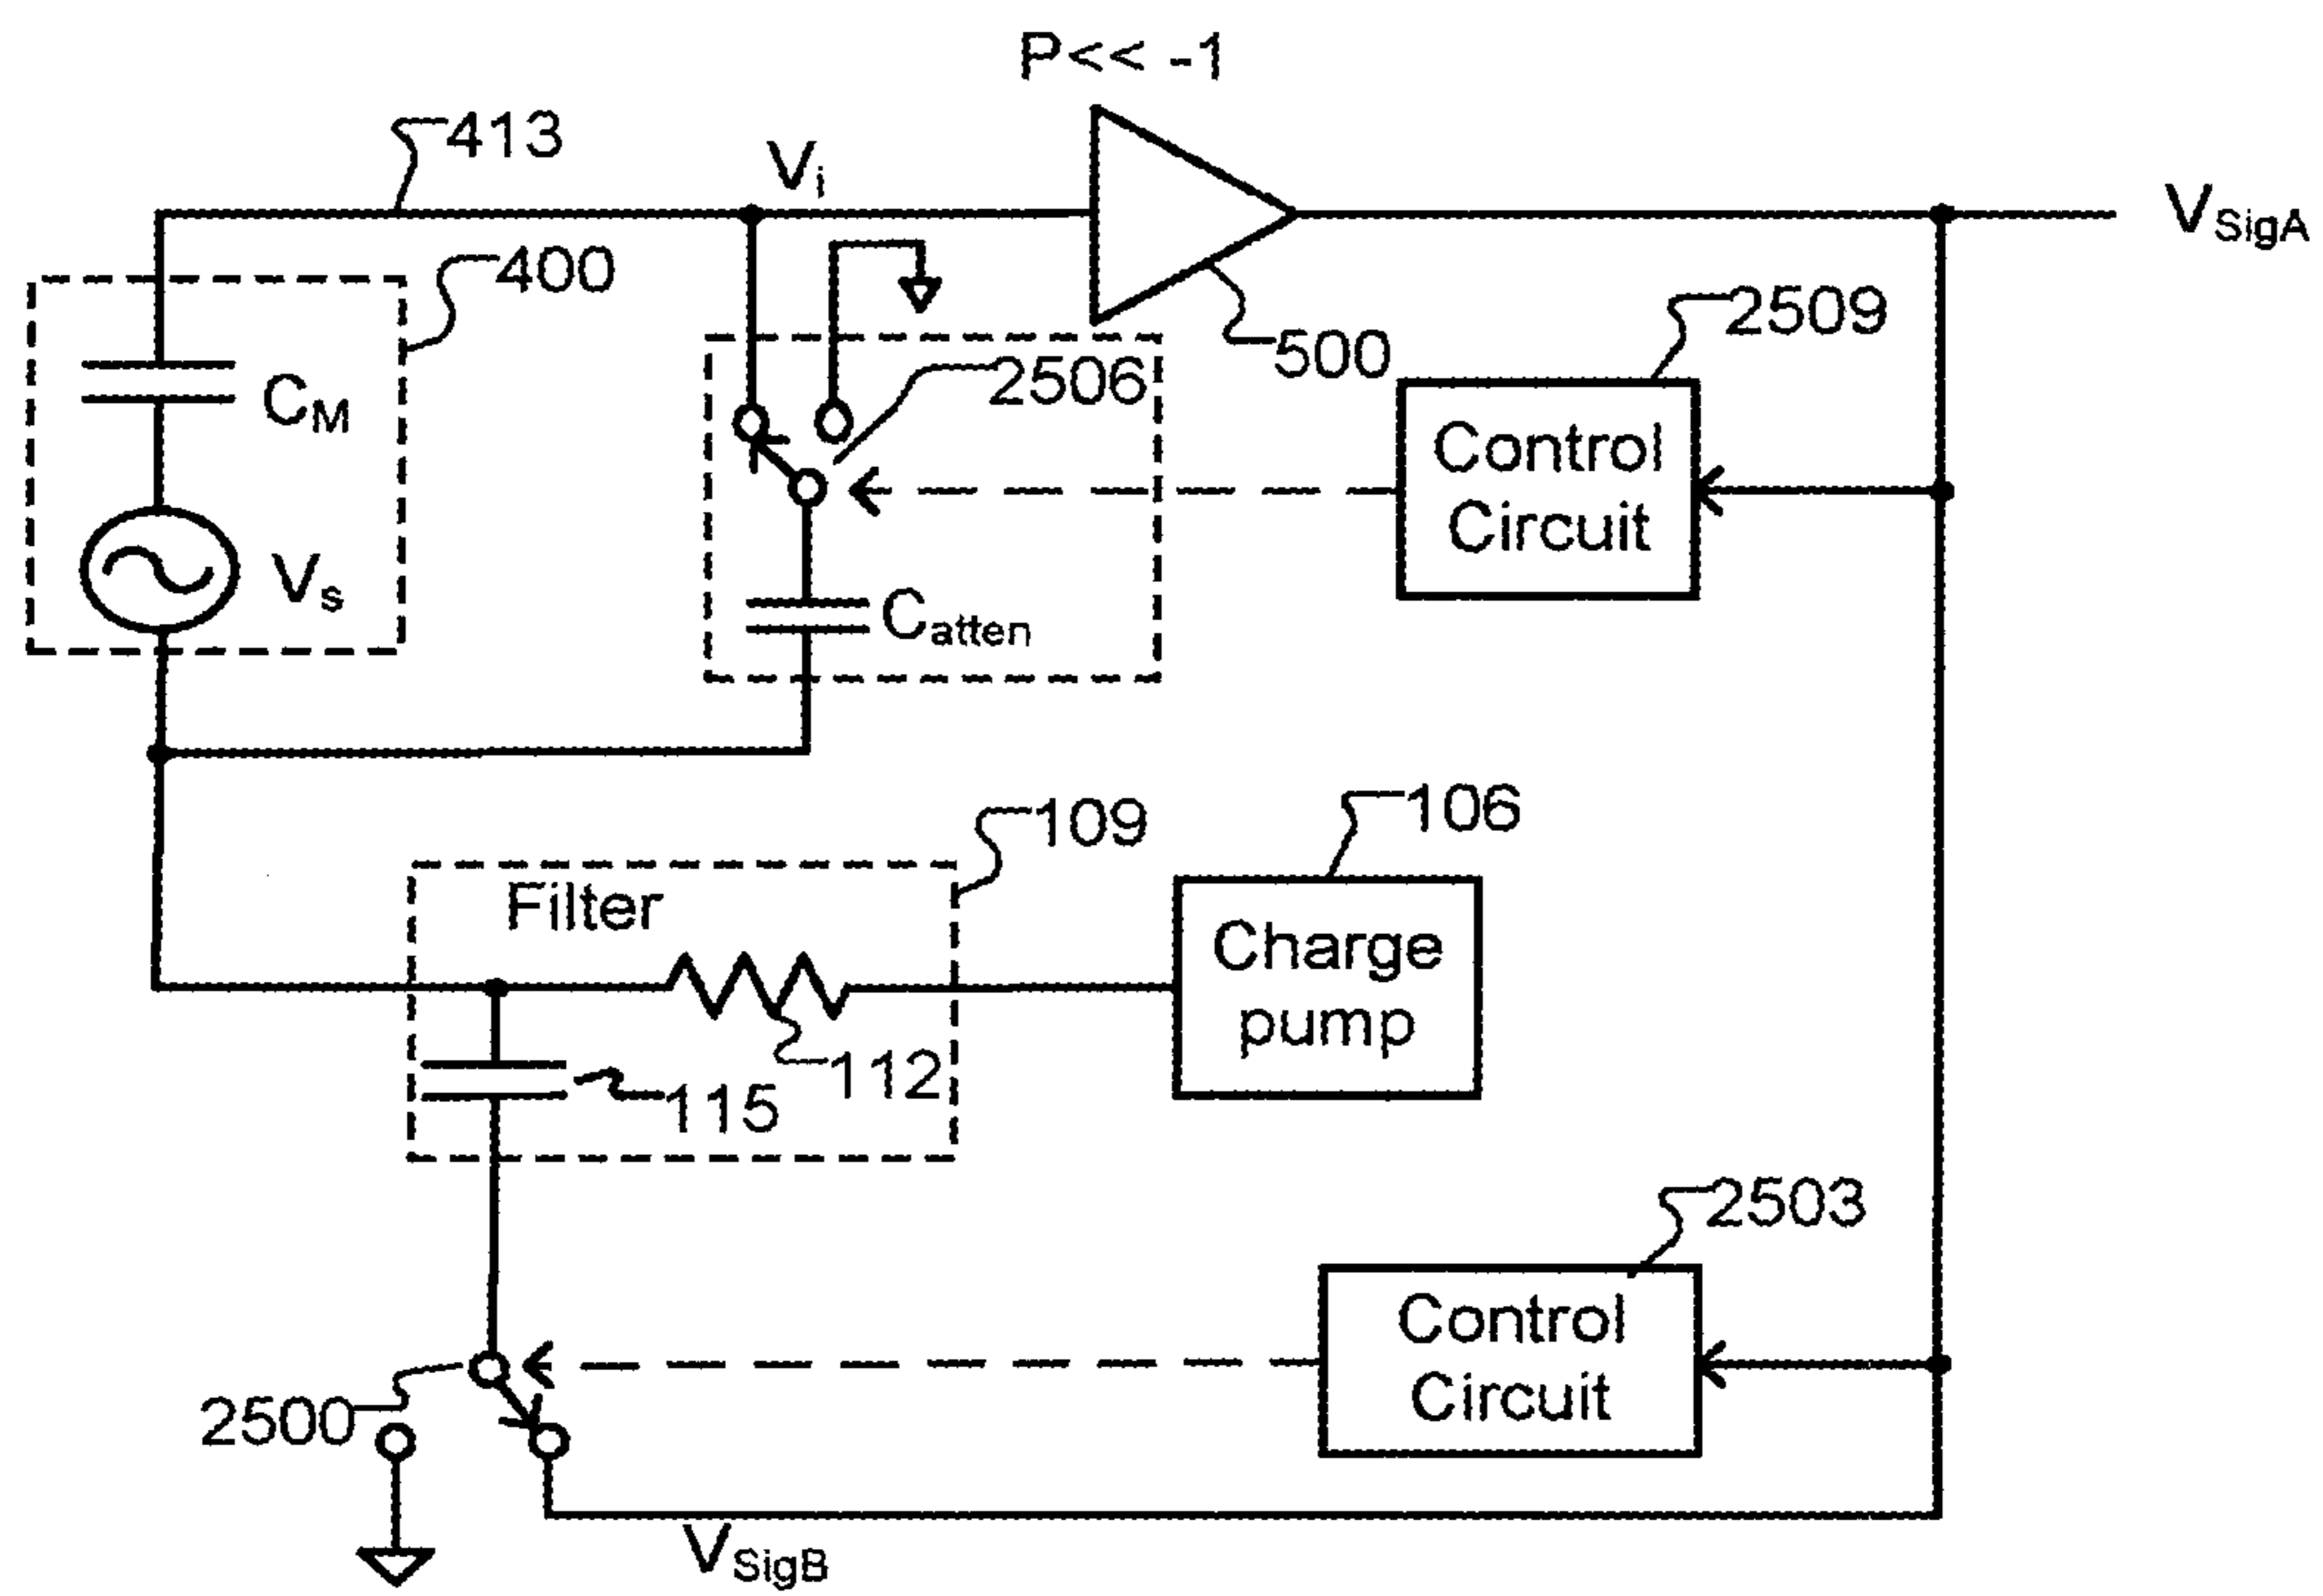 P<< -1
413
Vi
VSigA
400
2509
500
2506
CM
Control
Circuit
Vs
Catten
109
106
Filter
Charge
pump
112
115
2503
Control
Circuit
2500
VSigB